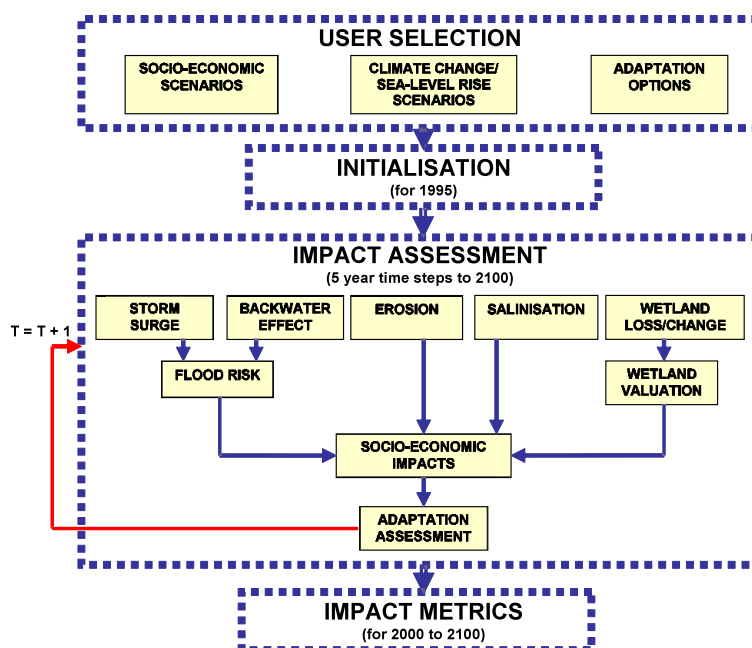 USER SELECTION
SOCIO-ECONOMIC
SCENARIOS
CLIMATE CHANGE/
SEA-LEVEL RISE
SCENARIOS
ADAPTATION
OPTIONS
INITIALISATION
(for 1995)
IMPACT ASSESSMENT
(5 year time steps to 2100)
STORM
SURGE
BACKWATER
EFFECT
EROSION
SALINISATION
WETLAND
LOSS/CHANGE
T = T + 1
FLOOD RISK
WETLAND
VALUATION
SOCIO-ECONOMIC
IMPACTS
ADAPTATION
ASSESSMENT
IMPACT METRICS
(for 2000 to 2100)